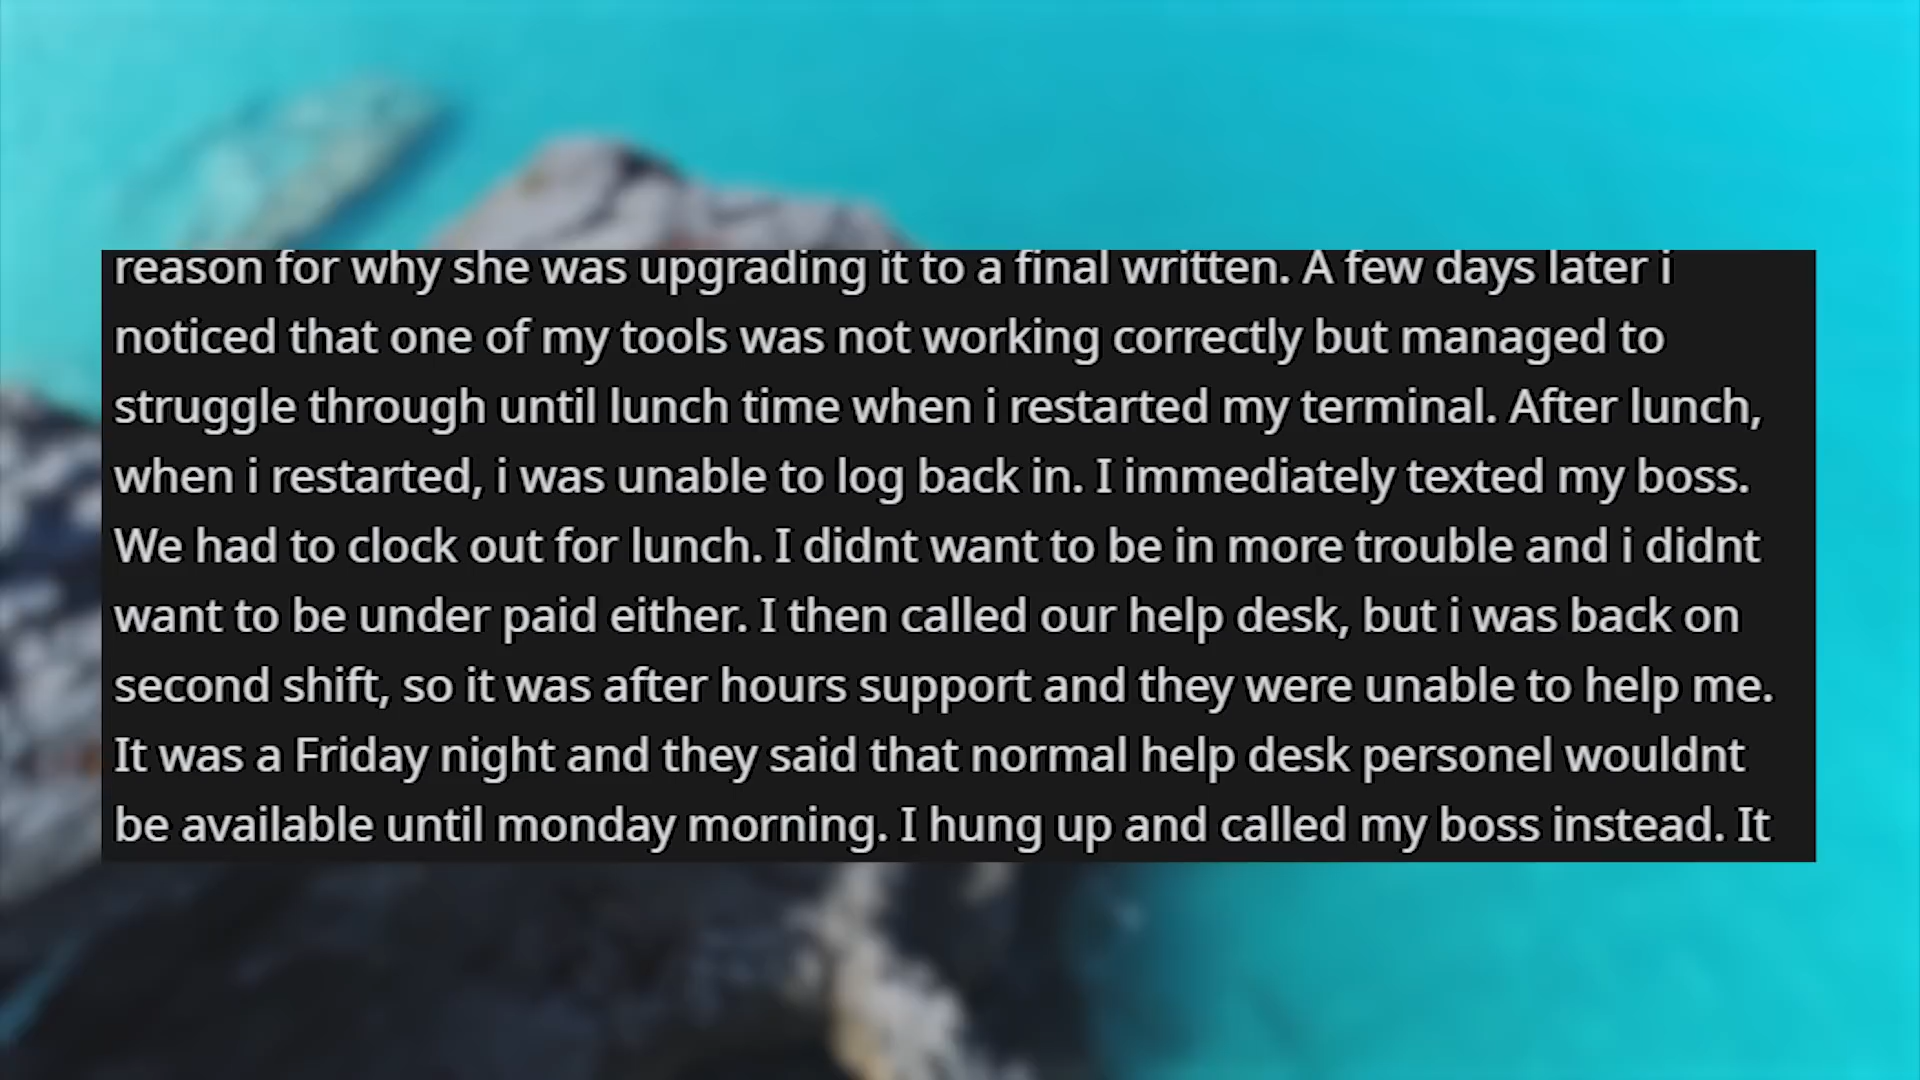 reason for why she was upgrading it to a final written. A few days later i
noticed that one of my tools was not working correctly but managed to
struggle through until lunch time when i restarted my terminal. After lunch,
when i restarted, i was unable to log back in. I immediately texted my boss.
We had to clock out for lunch. I didnt want to be in more trouble and i didnt
want to be under paid either. I then called our help desk, but i was back on
second shift, so it was after hours support and they were unable to help me.
It was a Friday night and they said that normal help desk personel wouldnt
be available until monday morning. I hung up and called my boss instead. It